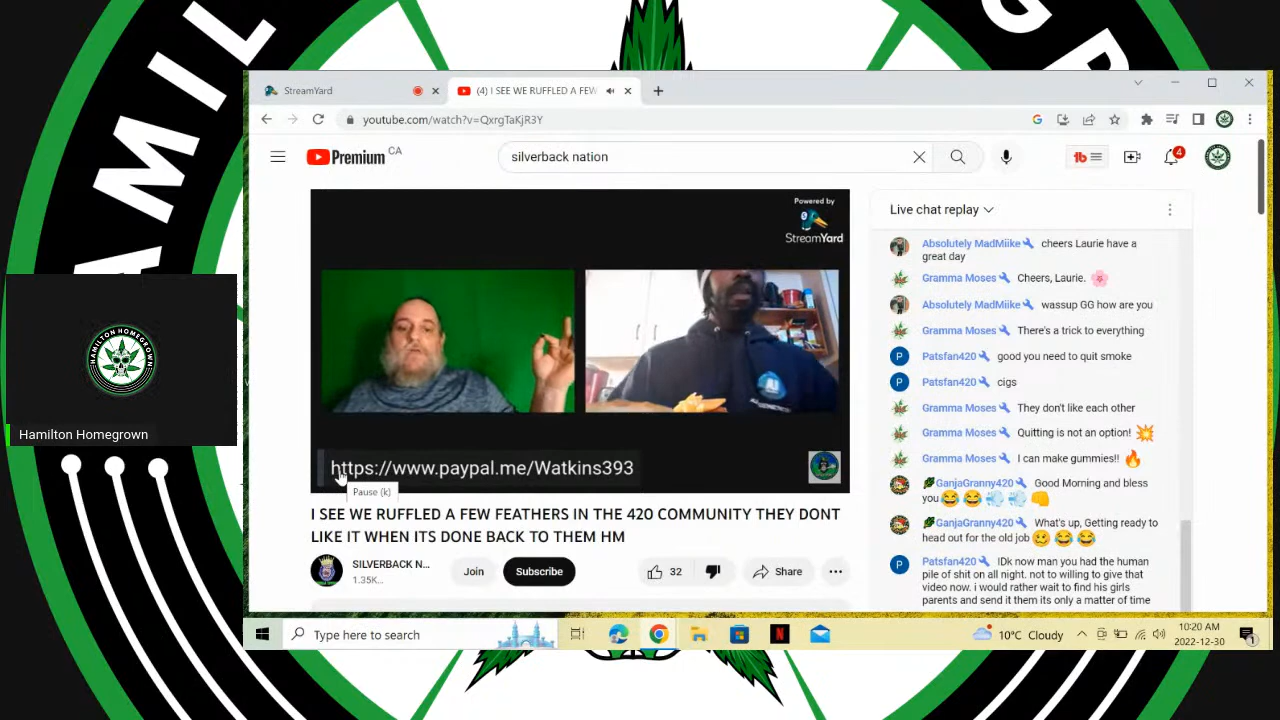 AMIL
GR
StreamYard
(4) I SEE WE RUFFLED A FEW
youtube.com/watch?v=QxrgTaKjR3Y
Premium CA
silverback nation
4
Powered by
StreamYard
https://www.paypal.me/Watkins393
Pause (k)
I SEE WE RUFFLED A FEW FEATHERS IN THE 420 COMMUNITY THEY DONT
LIKE IT WHEN ITS DONE BACK TO THEM HM
SILVERBACK N...
1.35K...
Join
Subscribe
32
Share
Live chat replay
Absolutely MadMiike cheers Laurie have a
great day
Gramma Moses Cheers, Laurie.
Absolutely MadMiike wassup GG how are you
Gramma Moses There's a trick to everything
P Patsfan420 good you need to quit smoke
P Patsfan420 cigs
Gramma Moses They don't like each other
Gramma Moses Quitting is not an option!
Gramma Moses I can make gummies!!
GanjaGranny420 Good Morning and bless
you
GanjaGranny420 What's up, Getting ready to
head out for the old job
P Patsfan420 IDk now man you had the human
pile of shit on all night. not to willing to give that
video now. i would rather wait to find his girls
parents and send it them its only a matter of time
HAMILTON HOMEGROWN
Hamilton Homegrown
Type here to search
10°C Cloudy
10:20 AM
2022-12-30
1